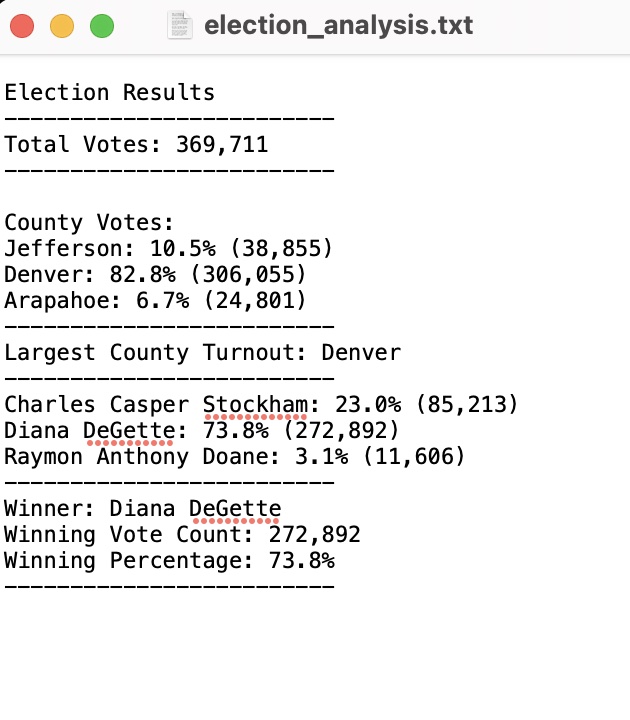 election_analysis.txt
Election Results
-------------------------
Total Votes: 369,711
-------------------------
County Votes:
Jefferson: 10.5% (38,855)
Denver: 82.8% (306,055)
Arapahoe: 6.7% (24,801)
-------------------------
Largest County Turnout: Denver
-------------------------
Charles Casper Stockham: 23.0% (85,213)
Diana DeGette: 73.8% (272,892)
Raymon Anthony Doane: 3.1% (11,606)
-------------------------
Winner: Diana DeGette
Winning Vote Count: 272,892
Winning Percentage: 73.8%
-------------------------